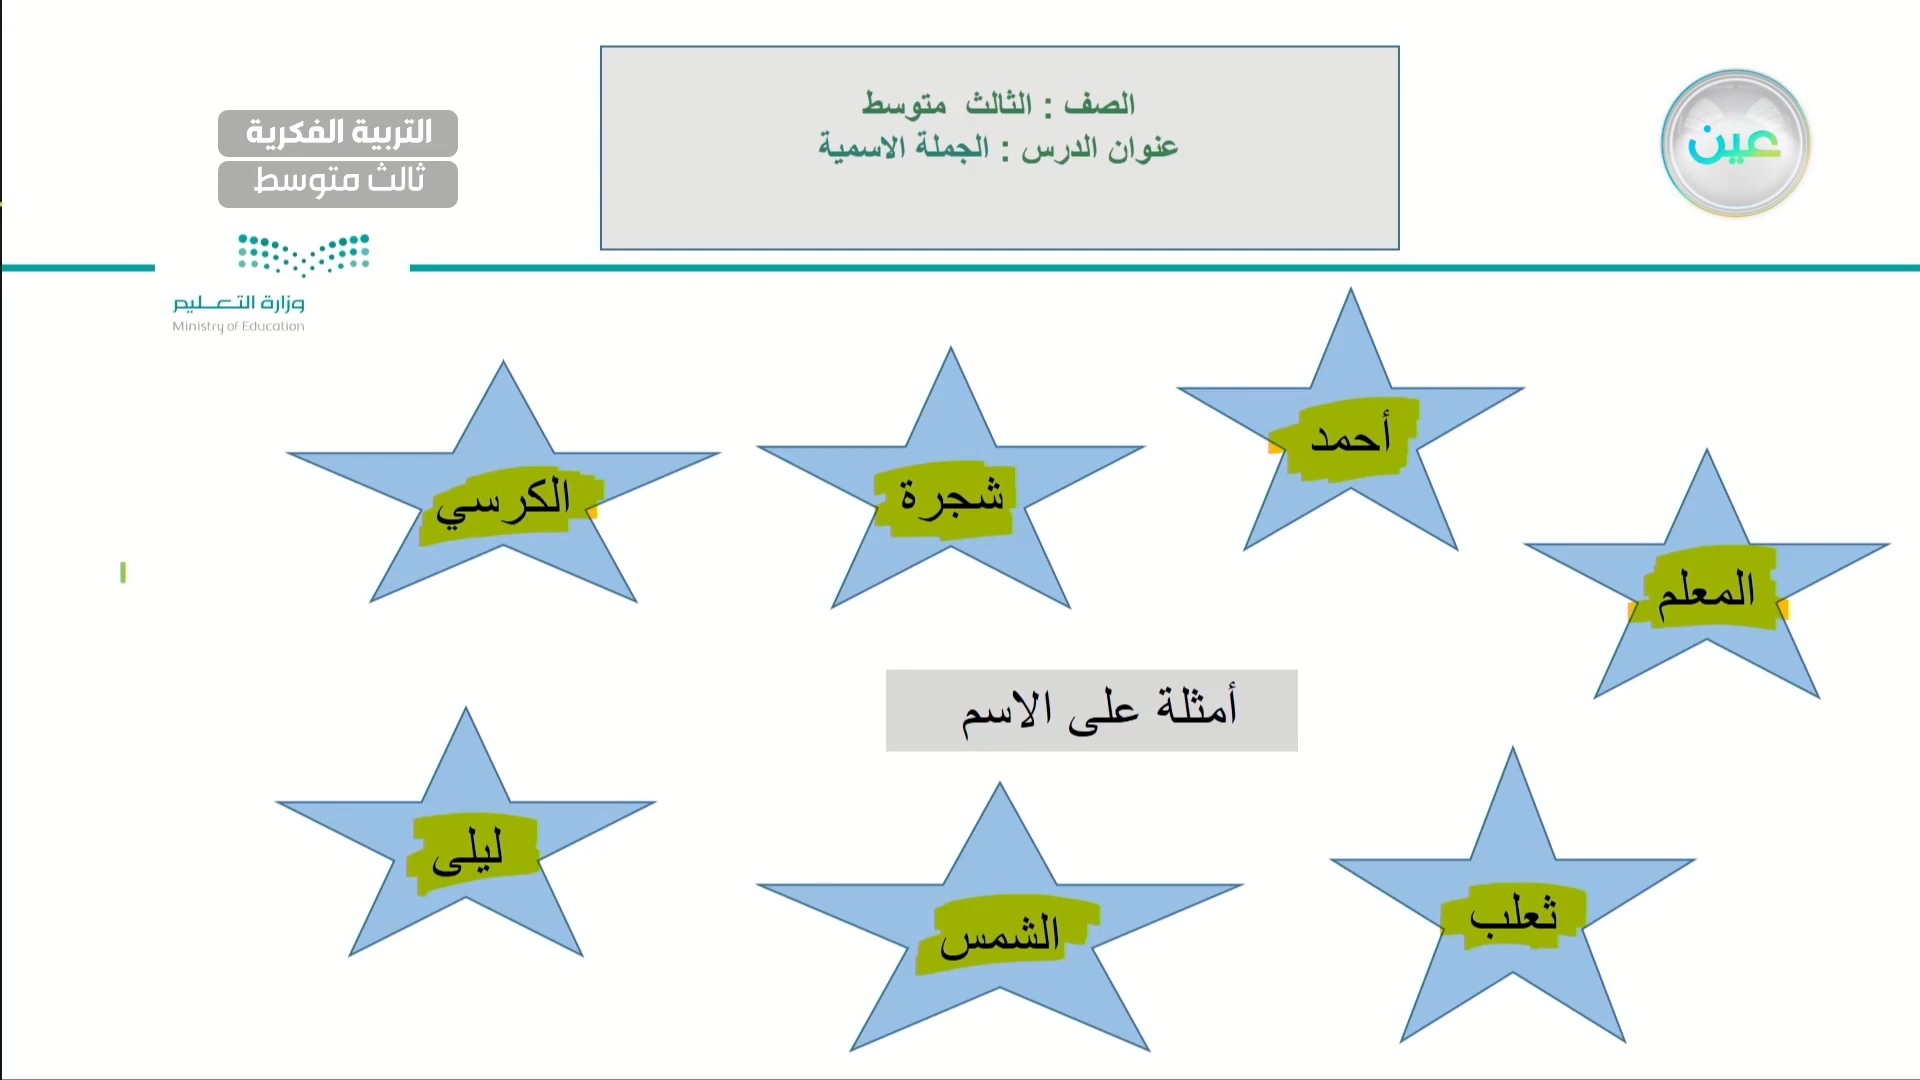 الصف : الثالث متوسط
عنوان الدرس : الجملة الاسمية
عين
التربية الفكرية
ثالث متوسط
وزارة التعليم
Ministry of Education
أحمد
شجرة
الكرسي
المعلم
أمثلة على الاسم
ثعلب
الشمس
ليلى